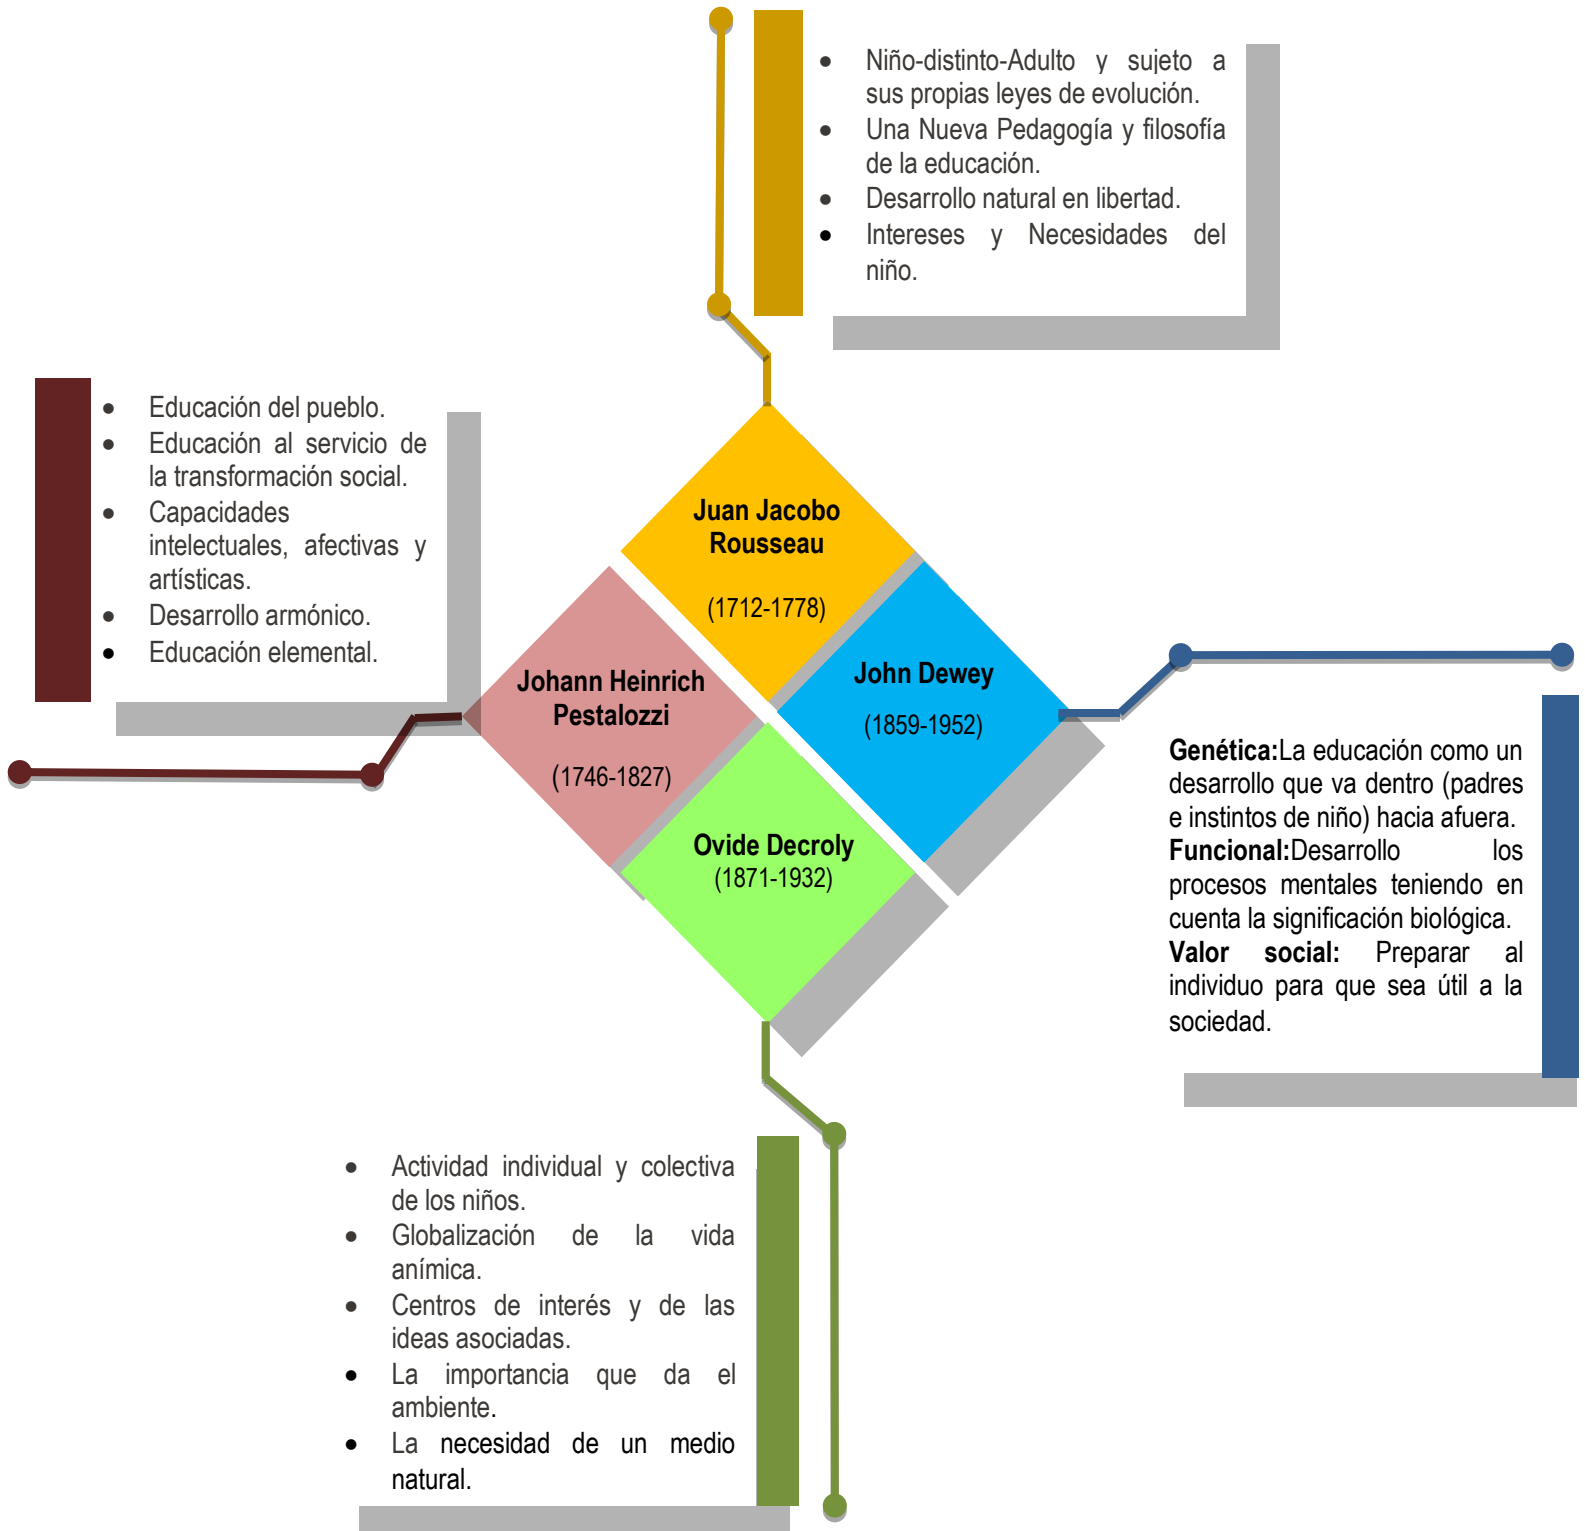 • Niño-distinto-Adulto y sujeto a
sus propias leyes de evolución.
• Una Nueva Pedagogía y filosofía
de la educación.
• Desarrollo natural en libertad.
• Intereses y Necesidades del
niño.
• Educación del pueblo.
• Educación al servicio de
la transformación social.
• Capacidades
intelectuales, afectivas y
artísticas.
• Desarrollo armónico.
• Educación elemental.
Juan Jacobo
Rousseau
(1712-1778)
Johann Heinrich
Pestalozzi
(1746-1827)
John Dewey
(1859-1952)
Ovide Decroly
(1871-1932)
Genética:La educación como un
desarrollo que va dentro (padres
e instintos de niño) hacia afuera.
Funcional:Desarrollo los
procesos mentales teniendo en
cuenta la significación biológica.
Valor social: Preparar al
individuo para que sea útil a la
sociedad.
• Actividad individual y colectiva
de los niños.
• Globalización de la vida
anímica.
• Centros de interés y de las
ideas asociadas.
• La importancia que da el
ambiente.
• La necesidad de un medio
natural.